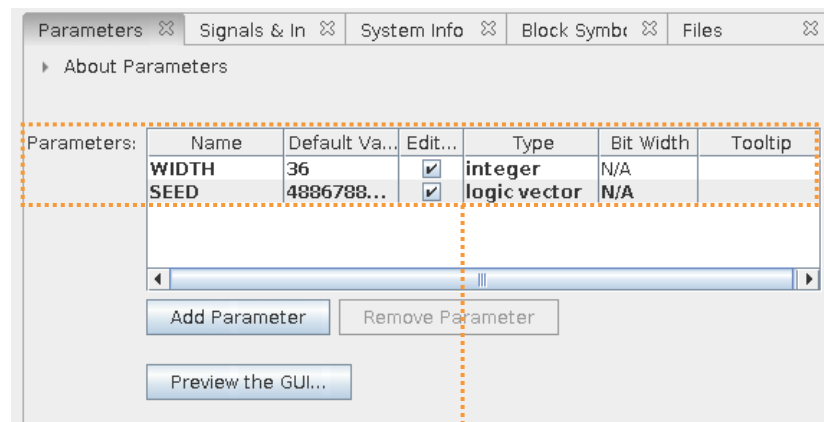 Parameters Signals & In System Info Block Symbc Files
About Parameters
Parameters: Name Default Va... Edit... Type Bit Width Tooltip
WIDTH 36 integer N/A
SEED 4886788... logic vector N/A
Add Parameter Remove Parameter
Preview the GUI...